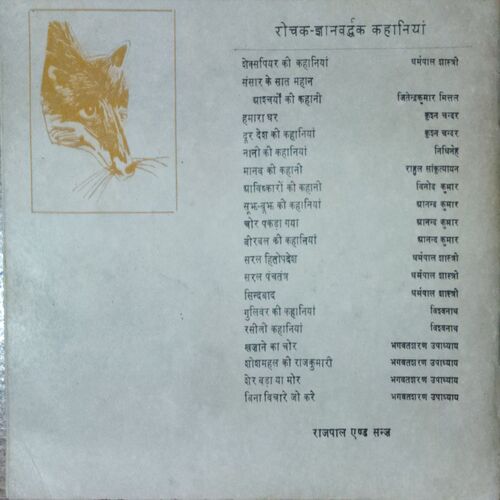 रोचक-ज्ञानवर्द्धक कहानियां
शेक्सपियर की कहानियां धर्मपाल शास्त्री
संसार के सात महान
आश्चर्यों की कहानी जितेन्द्रकुमार मित्तल
हमारा घर कृश्न चन्दर
दूर देश की कहानियां कृश्न चन्दर
नानी की कहानियां
मानव की कहानी राहुल सांकृत्यायन
आविष्कारों की कहानी विनोद कुमार
सूझ-बूझ की कहानियां आनन्द कुमार
चोर पकड़ा गया आनन्द कुमार
बीरबल की कहानियां आनन्द कुमार
सरल हितोपदेश धर्मपाल शास्त्री
सरल पंचतंत्र धर्मपाल शास्त्री
सिन्दबाद धर्मपाल शास्त्री
गुलिवर की कहानियां विश्वनाथ
रसीली कहानियां विश्वनाथ
खज़ाने का चोर भगवतशरण उपाध्याय
शीशमहल की राजकुमारी भगवतशरण उपाध्याय
शेर बड़ा या मोर भगवतशरण उपाध्याय
बिना विचारे जो करे भगवतशरण उपाध्याय
राजपाल एण्ड सन्ज़